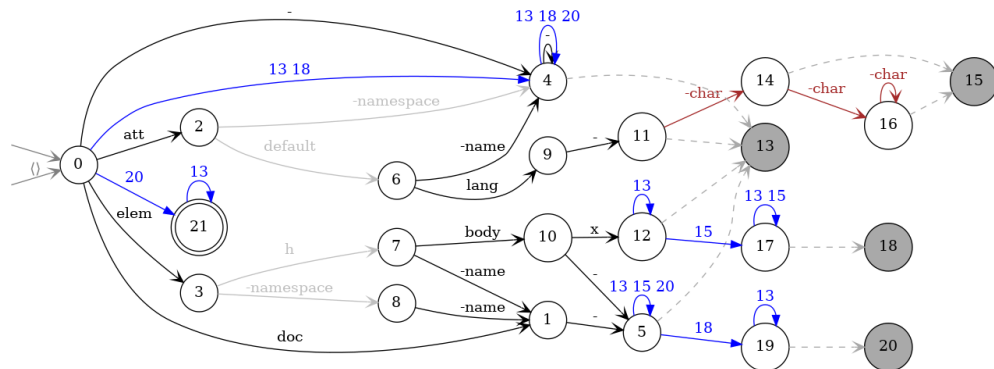 13 18 20
-
-
13 18
-char
14
15
4
-char
-char
-namespace
16
att
2
11
-
13
default
-name
9
0
⟨⟩
6
lang
20
13
13
13 15
elem
21
body
x
15
10
12
17
18
h
7
-
-namespace
-name
13 15 20
13
3
8
-name
1
-
5
18
19
20
doc